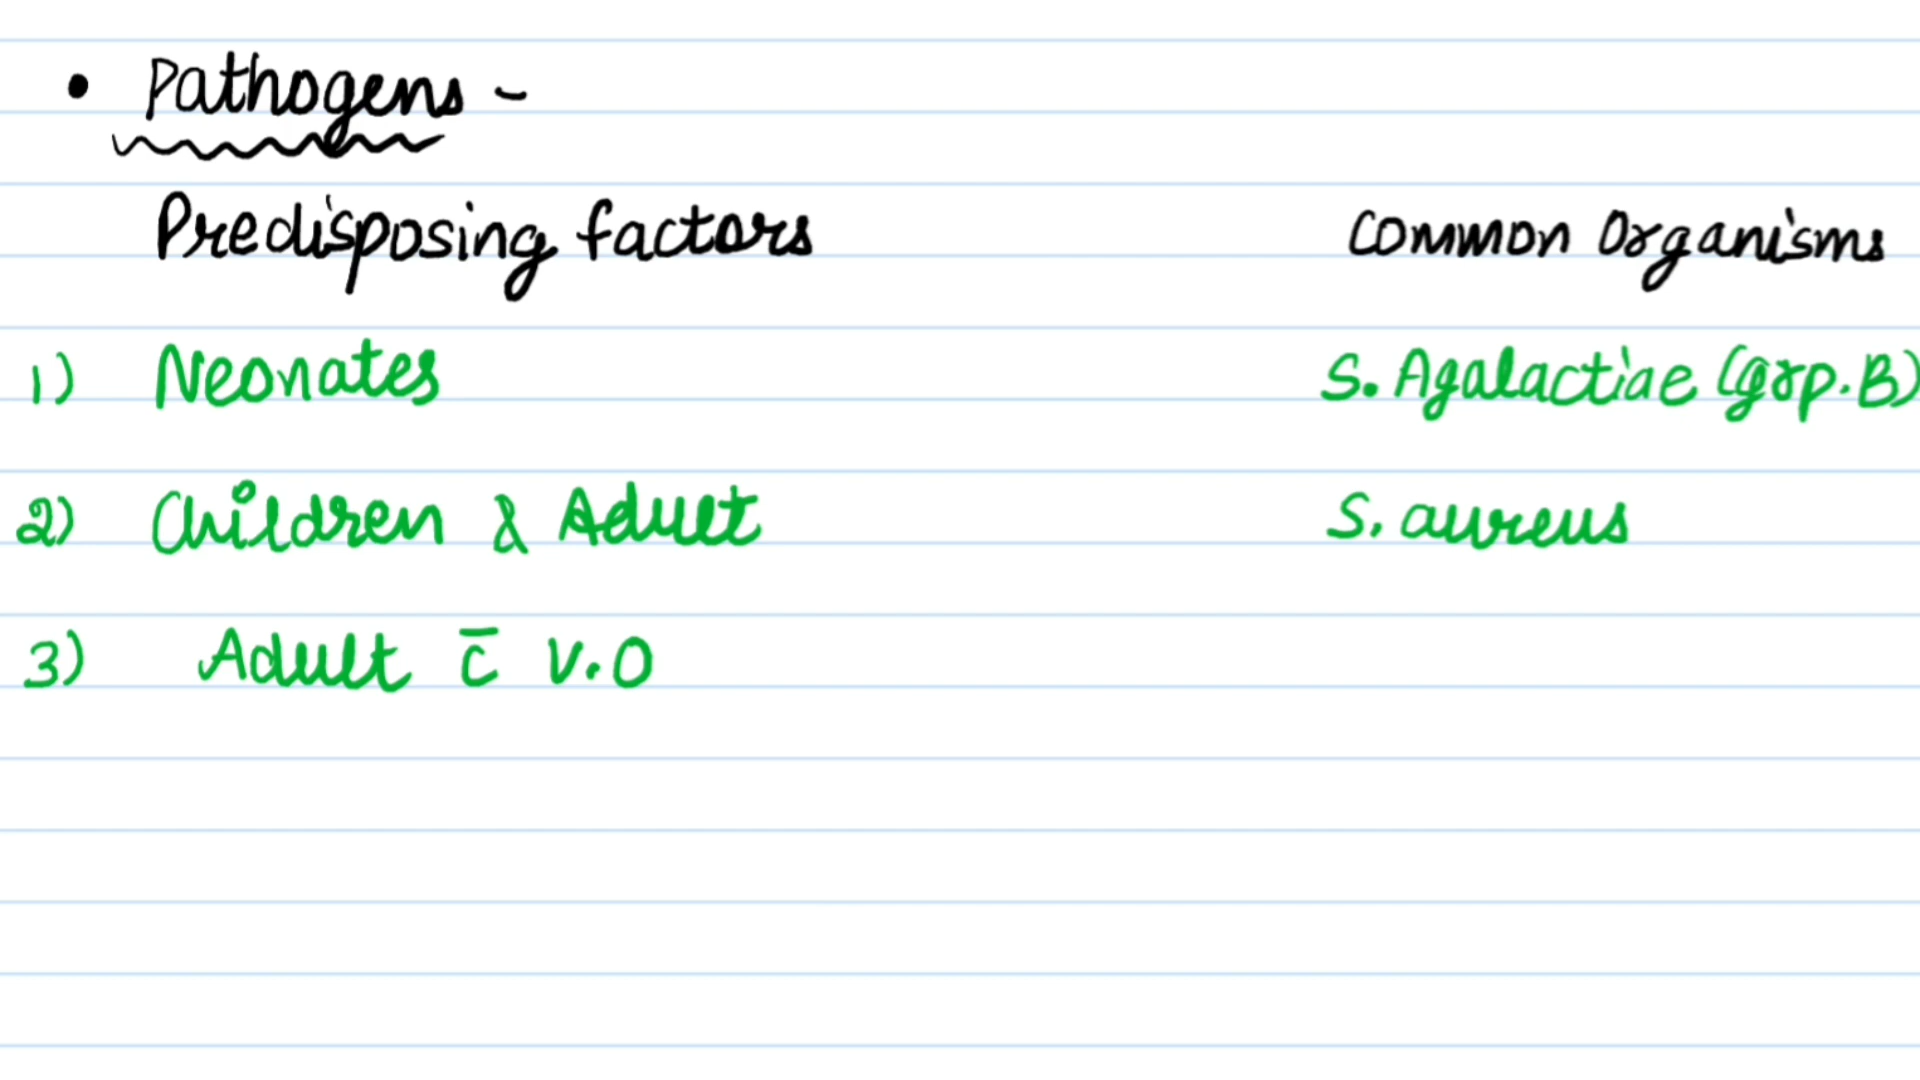 • Pathogens -
Predisposing factors Common Organisms
1) Neonates S. Agalactiae (grp. B)
2) Children & Adult S. aureus
3) Adult c̄ V.O